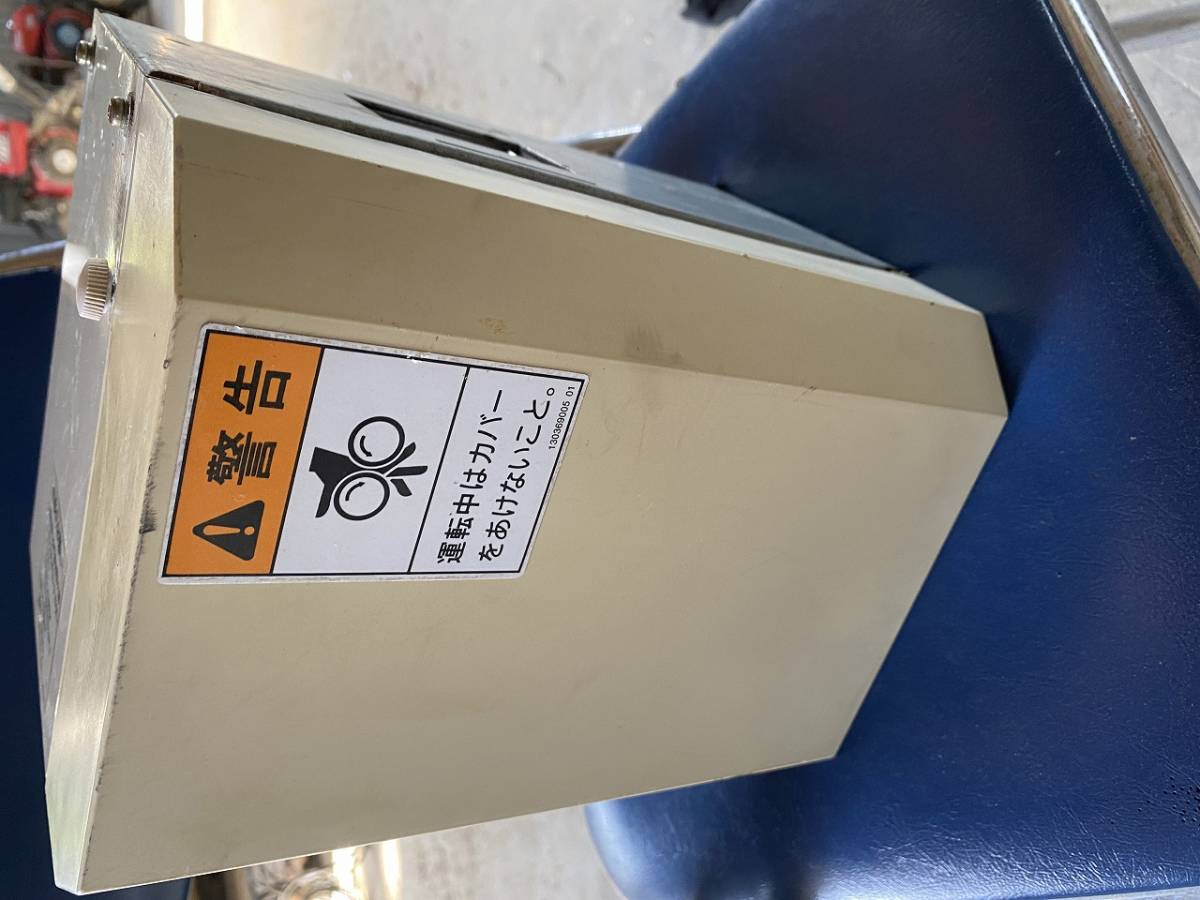 警告
運転中はカバー
をあけないこと。
130369005 01